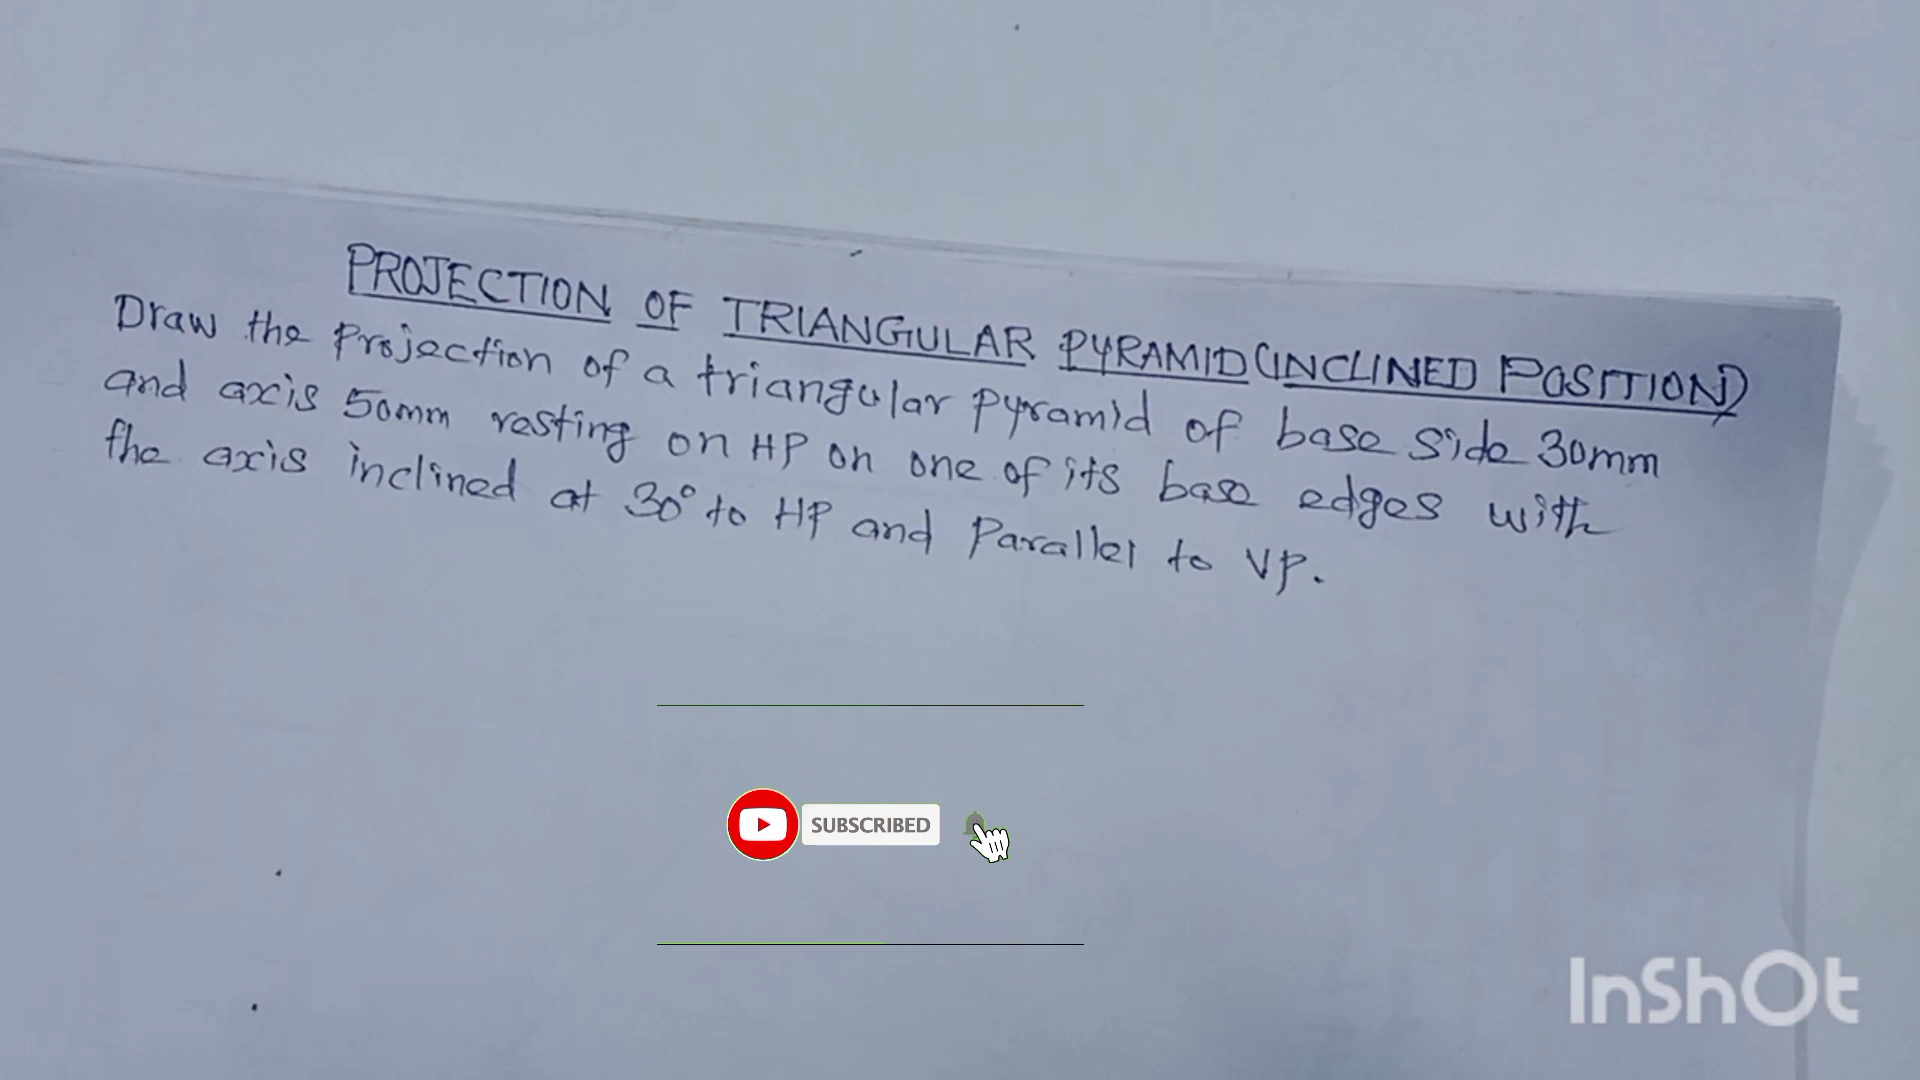 PROJECTION OF TRIANGULAR PYRAMID (INCLINED POSITION)
Draw the projection of a triangular pyramid of base side 30mm
and axis 50mm resting on HP on one of its base edges with
the axis inclined at 30° to HP and parallel to VP.
SUBSCRIBED
InShOt